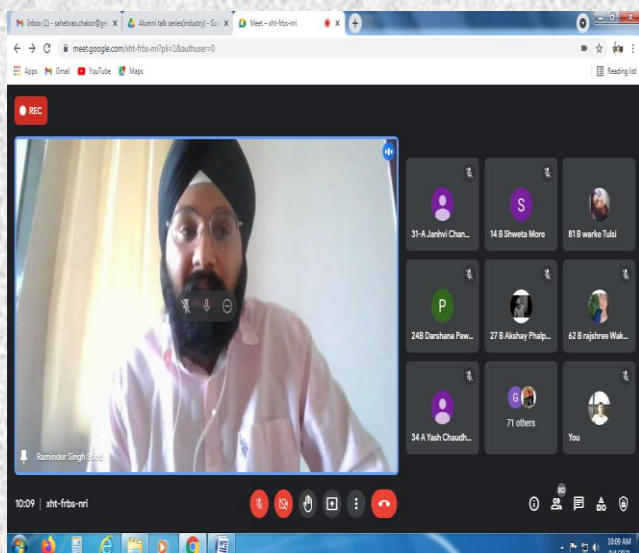 Inbox (1) - sahebrao.chakor@ge
Alumni talk series(industry) - Go
Meet – xht-frbs-nri
meet.google.com/xht-frbs-nri?pli=1&authuser=0
Apps Gmail YouTube Maps Reading list
REC
31-A Janhvi Chan...
14 B Shweta More
81 B warke Tulsi
S
P
24B Darshana Paw...
27 B Akshay Phalp...
62 B rajshree Wak...
G
34 A Yash Chaudh...
71 others
You
Raminder Singh
10:09 | xht-frbs-nri
80
10:09 AM